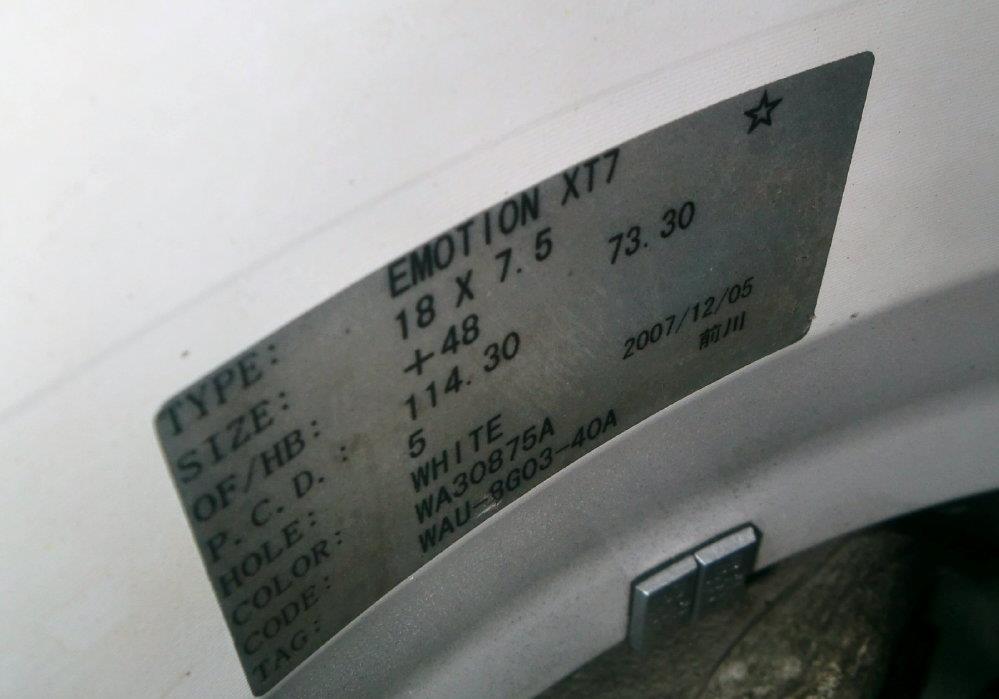 ☆
TYPE: EMOTION XT7
SIZE: 18 X 7.5
OF/HB: +48 73.30
P.C.D.: 114.30
HOLE: 5
COLOR: WHITE 2007/12/05
CODE: WA30875A 前川
TAG: WAU-8G03-40A